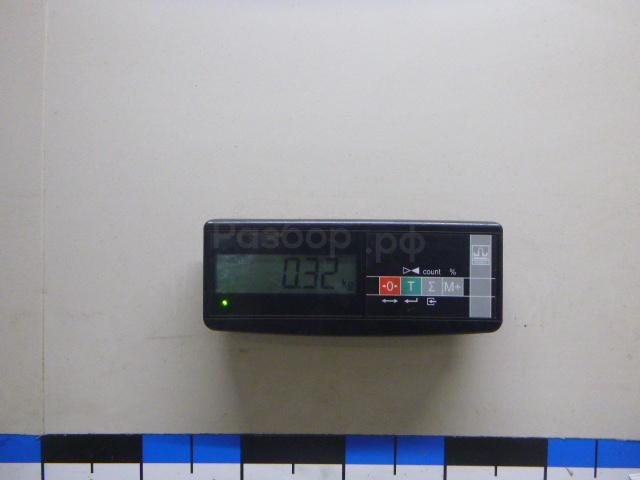 Разбор.рф
0.32 kg
count %
→0← T Σ M+